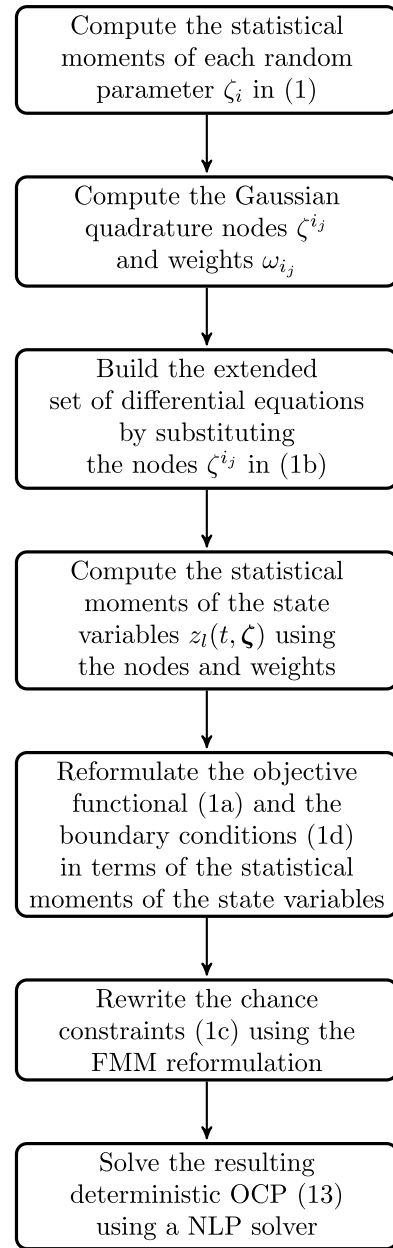 Compute the statistical
moments of each random
parameter ζ_i in (1)
Compute the Gaussian
quadrature nodes ζ^{i_j}
and weights ω_{i_j}
Build the extended
set of differential equations
by substituting
the nodes ζ^{i_j} in (1b)
Compute the statistical
moments of the state
variables z_l(t, ζ) using
the nodes and weights
Reformulate the objective
functional (1a) and the
boundary conditions (1d)
in terms of the statistical
moments of the state variables
Rewrite the chance
constraints (1c) using the
FMM reformulation
Solve the resulting
deterministic OCP (13)
using a NLP solver